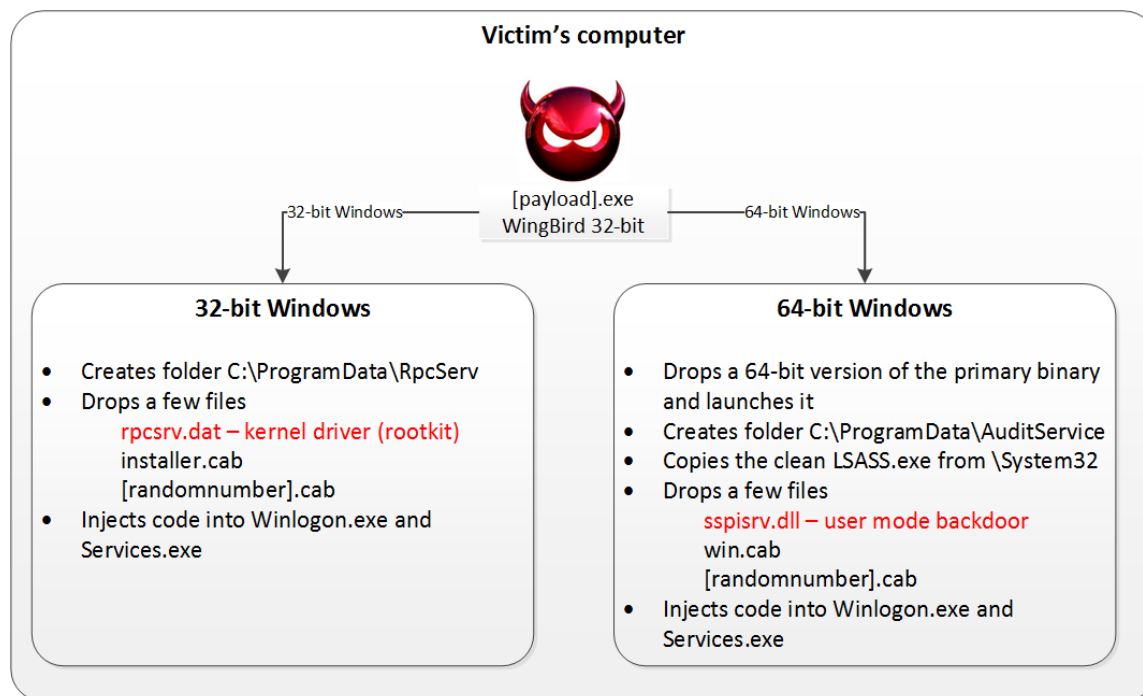 Victim's computer
[payload].exe
WingBird 32-bit
32-bit Windows
64-bit Windows
32-bit Windows
• Creates folder C:\ProgramData\RpcServ
• Drops a few files
rpcsrv.dat – kernel driver (rootkit)
installer.cab
[randomnumber].cab
• Injects code into Winlogon.exe and
Services.exe
64-bit Windows
• Drops a 64-bit version of the primary binary
and launches it
• Creates folder C:\ProgramData\AuditService
• Copies the clean LSASS.exe from \System32
• Drops a few files
sspisrv.dll – user mode backdoor
win.cab
[randomnumber].cab
• Injects code into Winlogon.exe and
Services.exe